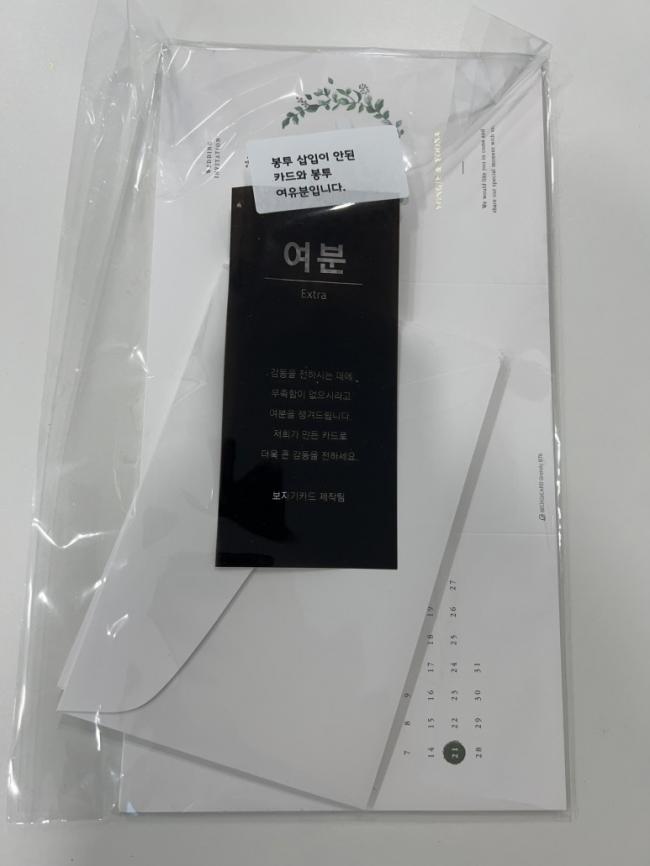 봉투 삽입이 안된
카드와 봉투
여유분입니다.
여분
Extra
감동을 전하시는 데에
부족함이 없으시라고
여분을 챙겨드립니다.
저희가 만든 카드로
더욱 큰 감동을 전하세요.
보자기카드 제작팀
WEDDING
INVITATION
We would like you to come and
share our special moment with us.
7 8 9
14 15 16 17 18 19
21 22 23 24 25 26 27
28 29 30 31